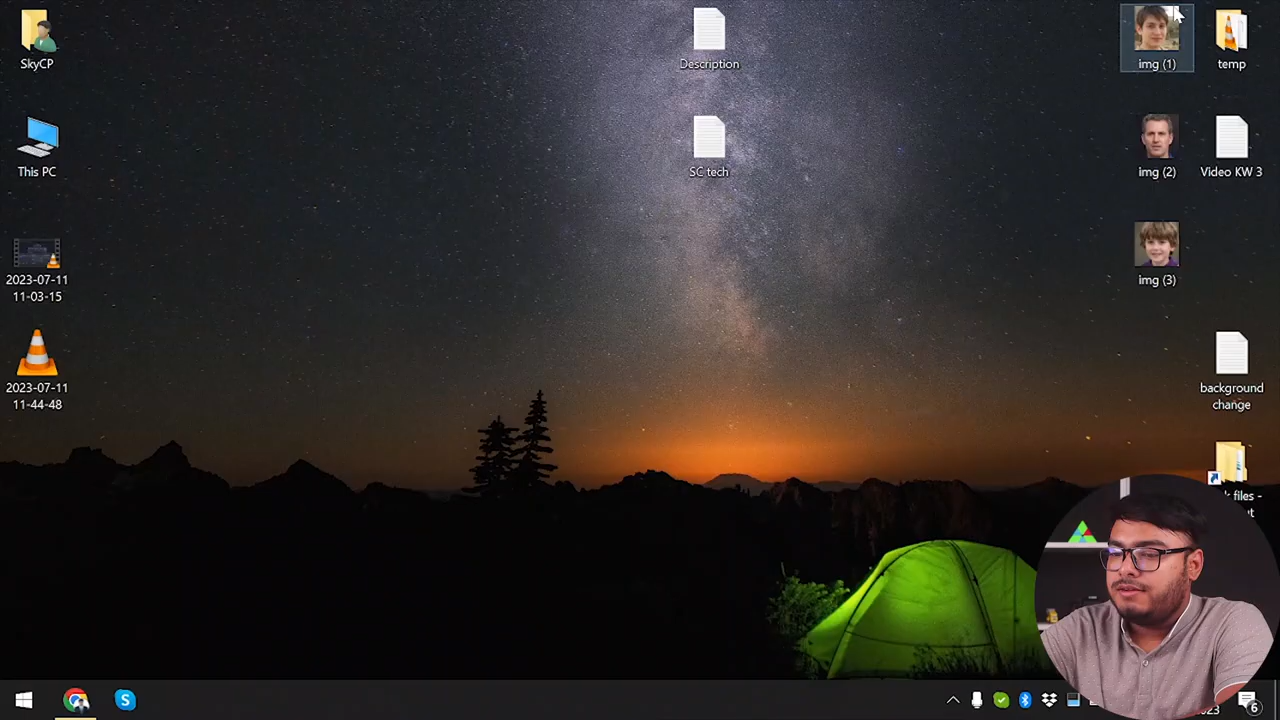 SkyCP
Description
img (1)
temp
This PC
SC tech
img (2)
Video KW 3
2023-07-11
11-03-15
img (3)
2023-07-11
11-44-48
background
change
files -
S
6